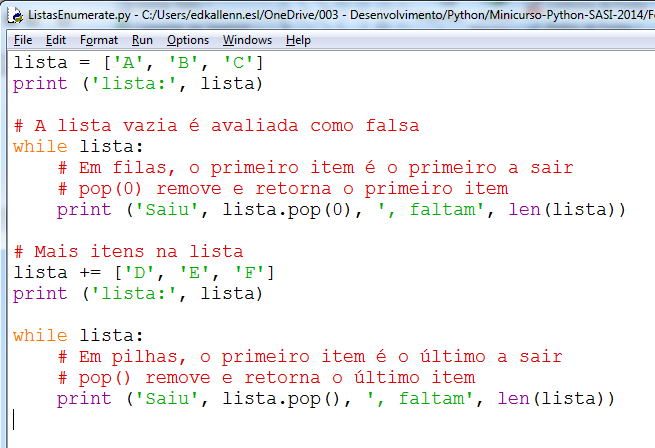 ListasEnumerate.py - C:/Users/edkallenn.esl/OneDrive/003 - Desenvolvimento/Python/Minicurso-Python-SASI-2014/F
File Edit Format Run Options Windows Help
lista = ['A', 'B', 'C']
print ('lista:', lista)
# A lista vazia é avaliada como falsa
while lista:
    # Em filas, o primeiro item é o primeiro a sair
    # pop(0) remove e retorna o primeiro item
    print ('Saiu', lista.pop(0), ', faltam', len(lista))
# Mais itens na lista
lista += ['D', 'E', 'F']
print ('lista:', lista)
while lista:
    # Em pilhas, o primeiro item é o último a sair
    # pop() remove e retorna o último item
    print ('Saiu', lista.pop(), ', faltam', len(lista))